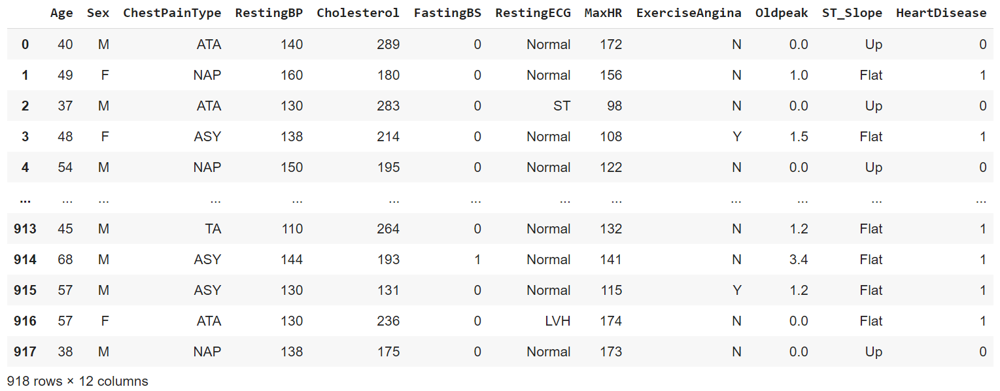 Age Sex ChestPainType RestingBP Cholesterol FastingBS RestingECG MaxHR ExerciseAngina Oldpeak ST_Slope HeartDisease
0 40 M ATA 140 289 0 Normal 172 N 0.0 Up 0
1 49 F NAP 160 180 0 Normal 156 N 1.0 Flat 1
2 37 M ATA 130 283 0 ST 98 N 0.0 Up 0
3 48 F ASY 138 214 0 Normal 108 Y 1.5 Flat 1
4 54 M NAP 150 195 0 Normal 122 N 0.0 Up 0
... ... ... ... ... ... ... ... ... ... ... ... ...
913 45 M TA 110 264 0 Normal 132 N 1.2 Flat 1
914 68 M ASY 144 193 1 Normal 141 N 3.4 Flat 1
915 57 M ASY 130 131 0 Normal 115 Y 1.2 Flat 1
916 57 F ATA 130 236 0 LVH 174 N 0.0 Flat 1
917 38 M NAP 138 175 0 Normal 173 N 0.0 Up 0
918 rows × 12 columns